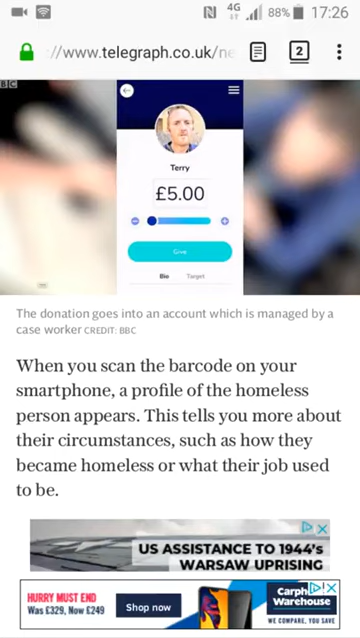 4G 88% 17:26
//www.telegraph.co.uk/ne
2
BBC
Terry
£5.00
Give
Bio Target
The donation goes into an account which is managed by a
case worker CREDIT: BBC
When you scan the barcode on your
smartphone, a profile of the homeless
person appears. This tells you more about
their circumstances, such as how they
became homeless or what their job used
to be.
US ASSISTANCE TO 1944's
WARSAW UPRISING
HURRY MUST END
Was £329, Now £249
Shop now
Carph
Warehouse
WE COMPARE, YOU SAVE